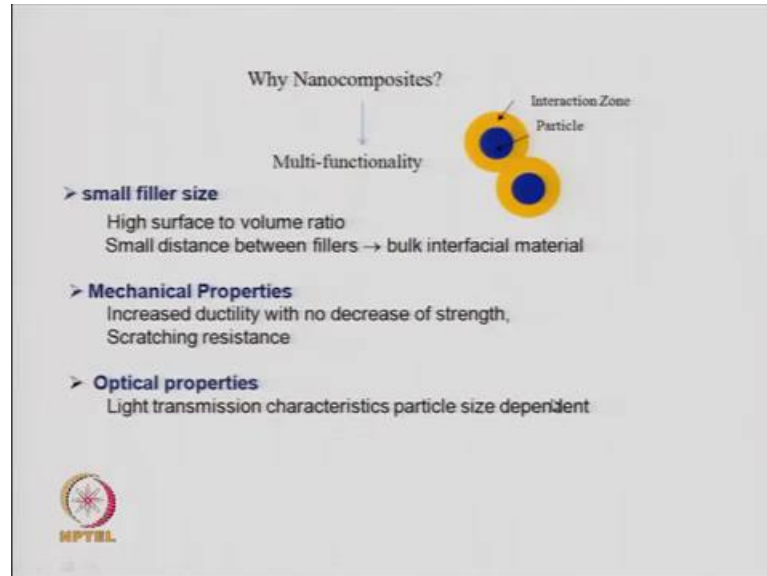 Why Nanocomposites?
Interaction Zone
Particle
Multi-functionality
➢ small filler size
High surface to volume ratio
Small distance between fillers → bulk interfacial material
➢ Mechanical Properties
Increased ductility with no decrease of strength,
Scratching resistance
➢ Optical properties
Light transmission characteristics particle size dependent
NPTEL